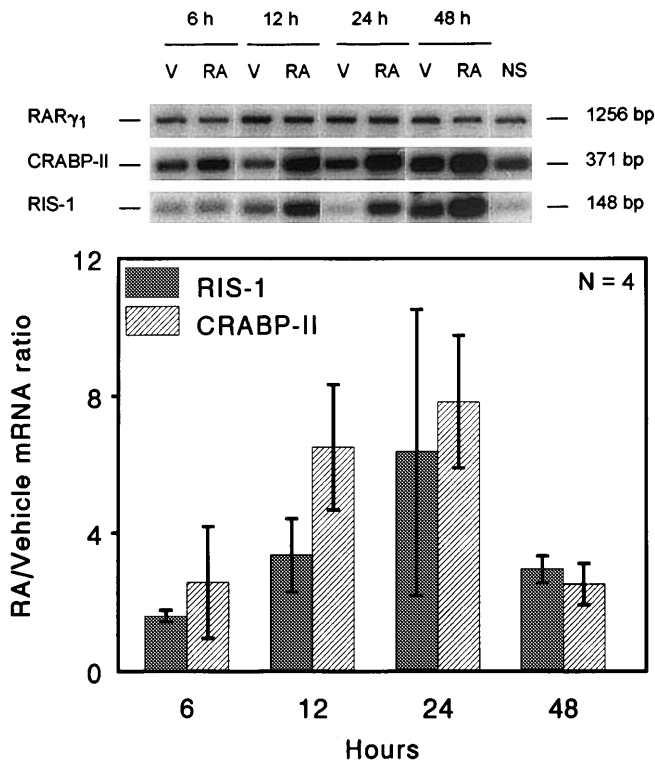 6 h 12 h 24 h 48 h
V RA V RA V RA V RA NS
RARγ1 1256 bp
CRABP-II 371 bp
RIS-1 148 bp
12
RIS-1 N = 4
CRABP-II
8
4
0
RA/Vehicle mRNA ratio
6 12 24 48
Hours